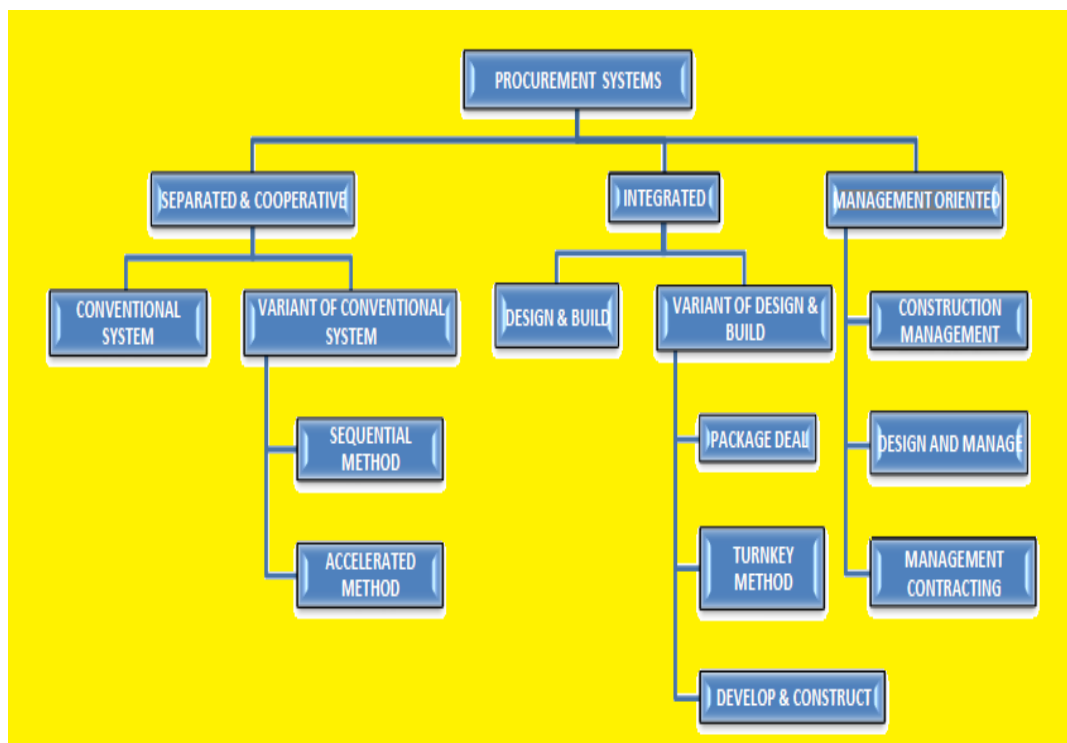 PROCUREMENT SYSTEMS
SEPARATED & COOPERATIVE
INTEGRATED
MANAGEMENT ORIENTED
CONVENTIONAL
SYSTEM
VARIANT OF CONVENTIONAL
SYSTEM
DESIGN & BUILD
VARIANT OF DESIGN &
BUILD
CONSTRUCTION
MANAGEMENT
SEQUENTIAL
METHOD
PACKAGE DEAL
DESIGN AND MANAGE
ACCELERATED
METHOD
TURNKEY
METHOD
MANAGEMENT
CONTRACTING
DEVELOP & CONSTRUCT